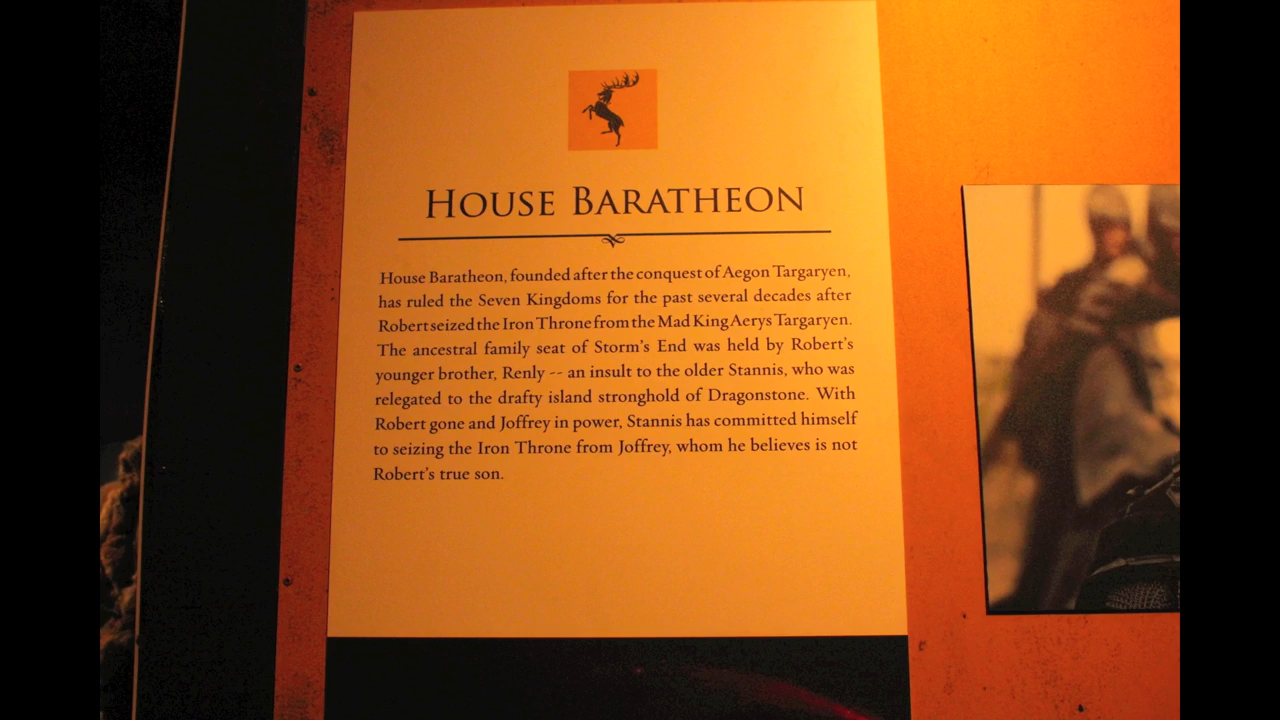 HOUSE BARATHEON
House Baratheon, founded after the conquest of Aegon Targaryen,
has ruled the Seven Kingdoms for the past several decades after
Robert seized the Iron Throne from the Mad King Aerys Targaryen.
The ancestral family seat of Storm's End was held by Robert's
younger brother, Renly -- an insult to the older Stannis, who was
relegated to the drafty island stronghold of Dragonstone. With
Robert gone and Joffrey in power, Stannis has committed himself
to seizing the Iron Throne from Joffrey, whom he believes is not
Robert's true son.